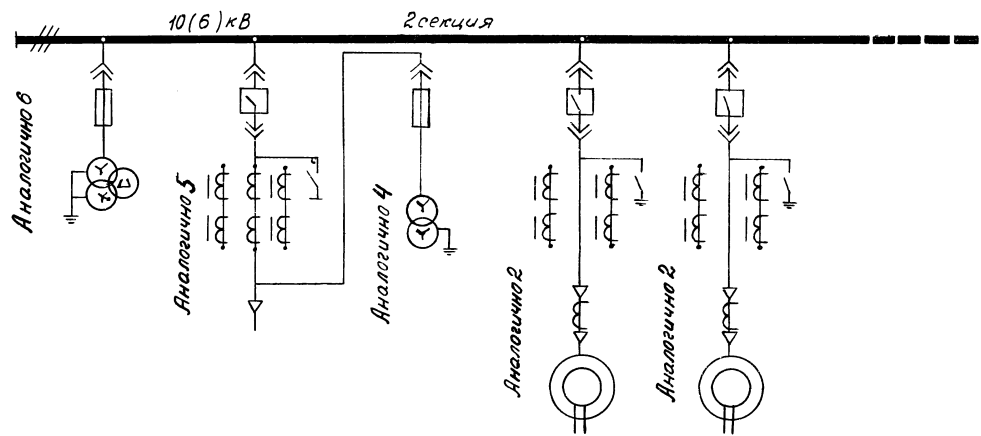 10(6)кВ 2 секция
Аналогично 6
Аналогично 5
Аналогично 4
Аналогично 2
Аналогично 2